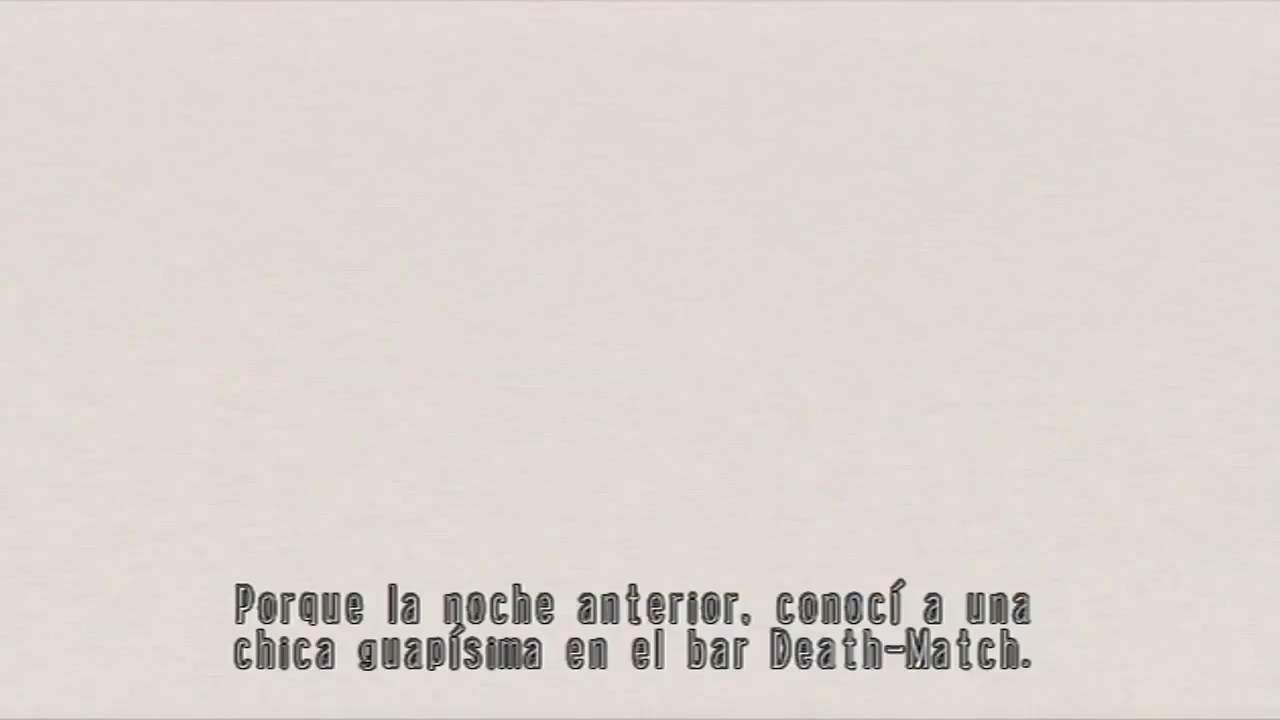 Porque la noche anterior, conocí a una
chica guapísima en el bar Death-Match.